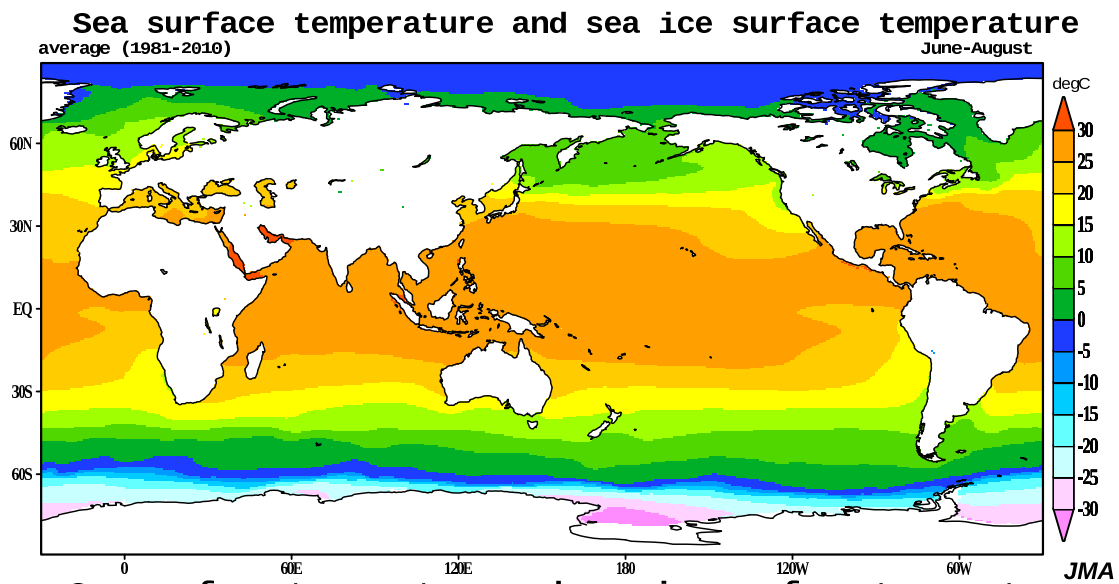 Sea surface temperature and sea ice surface temperature
average (1981-2010) June-August
degC
30
25
20
15
10
5
0
-5
-10
-15
-20
-25
-30
60N
30N
EQ
30S
60S
0 60E 120E 180 120W 60W
JMA